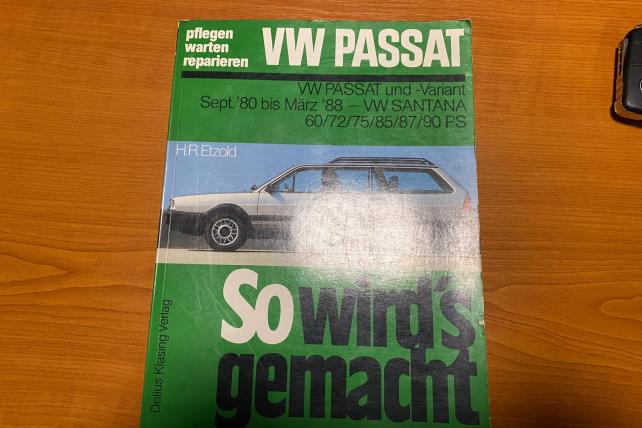 pflegen
warten
reparieren
VW PASSAT
VW PASSAT und -Variant
Sept. '80 bis März '88 – VW SANTANA
60/72/75/85/87/90 PS
H.R. Etzold
So wird's
gemacht
Delius Klasing Verlag